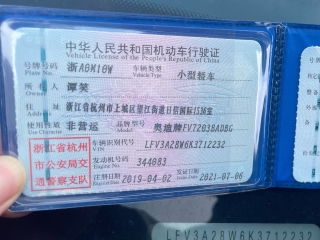 中华人民共和国机动车行驶证
Vehicle License of the People's Republic of China
号牌号码 浙A6M10W 车辆类型 小型轿车
Plate No. Vehicle Type
所有人 谭笑
Owner
住址 浙江省杭州市上城区望江街道日信国际1520室
Address
使用性质 非营运 品牌型号 奥迪牌FV7203BADBG
Use Character Model
浙江省杭州市公安局交通警察支队
车辆识别代号 LFV3A28W6K3712232
VIN
发动机号码 344083
Engine No.
注册日期 2019-04-02 发证日期 2021-07-06
Register Date Issue Date
LFV3A28W6K3712232